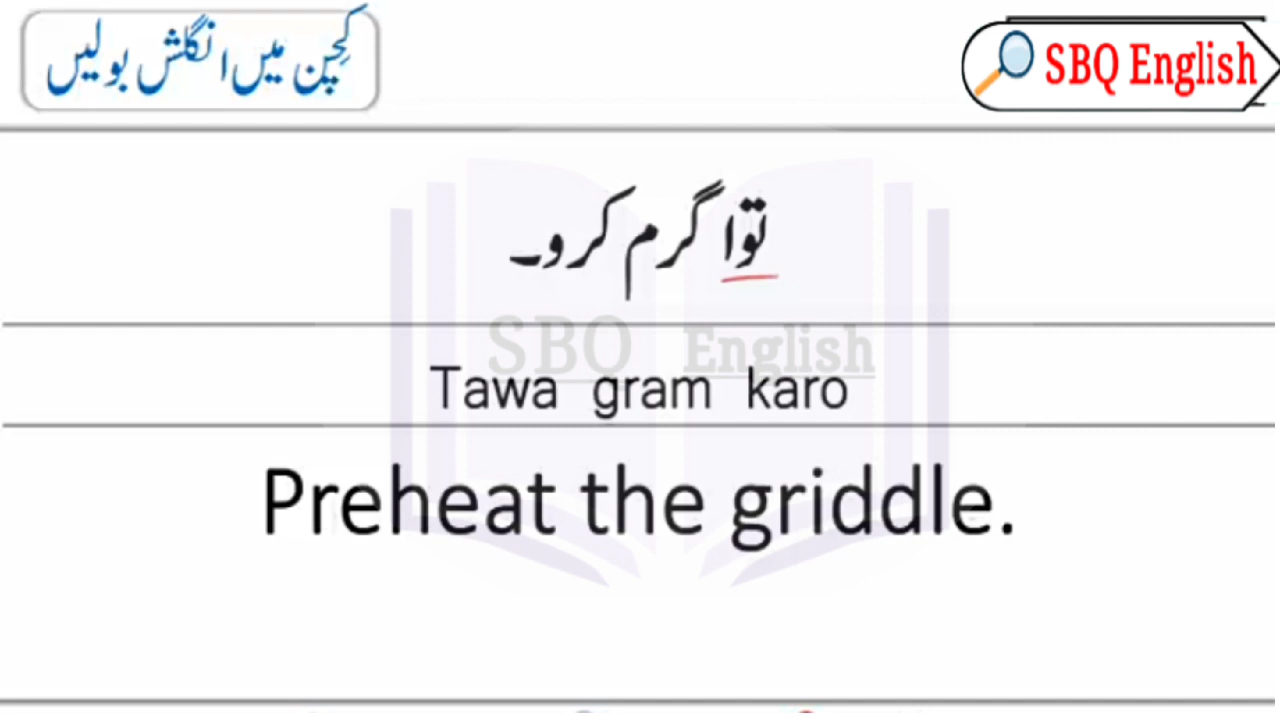 کچن میں انگلش بولیں
SBQ English
توا گرم کرو۔
SBQ English
Tawa gram karo
Preheat the griddle.